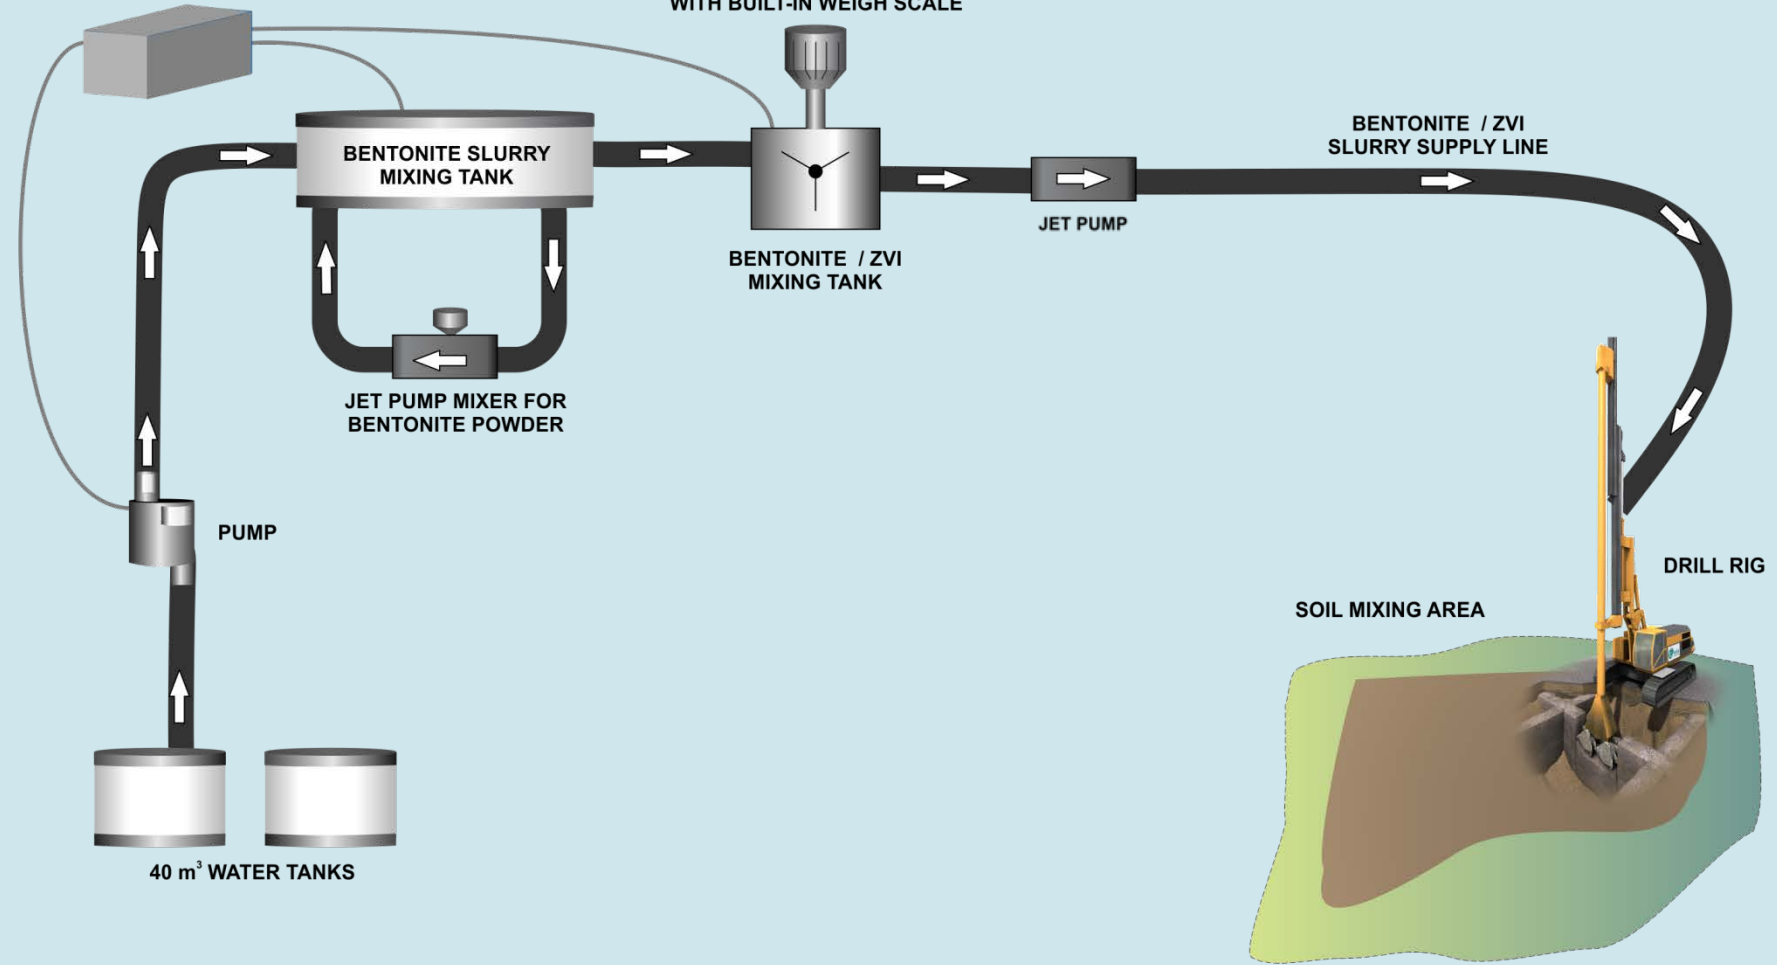 WITH BUILT-IN WEIGH SCALE
BENTONITE SLURRY
MIXING TANK
BENTONITE / ZVI
SLURRY SUPPLY LINE
JET PUMP
BENTONITE / ZVI
MIXING TANK
JET PUMP MIXER FOR
BENTONITE POWDER
PUMP
DRILL RIG
SOIL MIXING AREA
40 m³ WATER TANKS